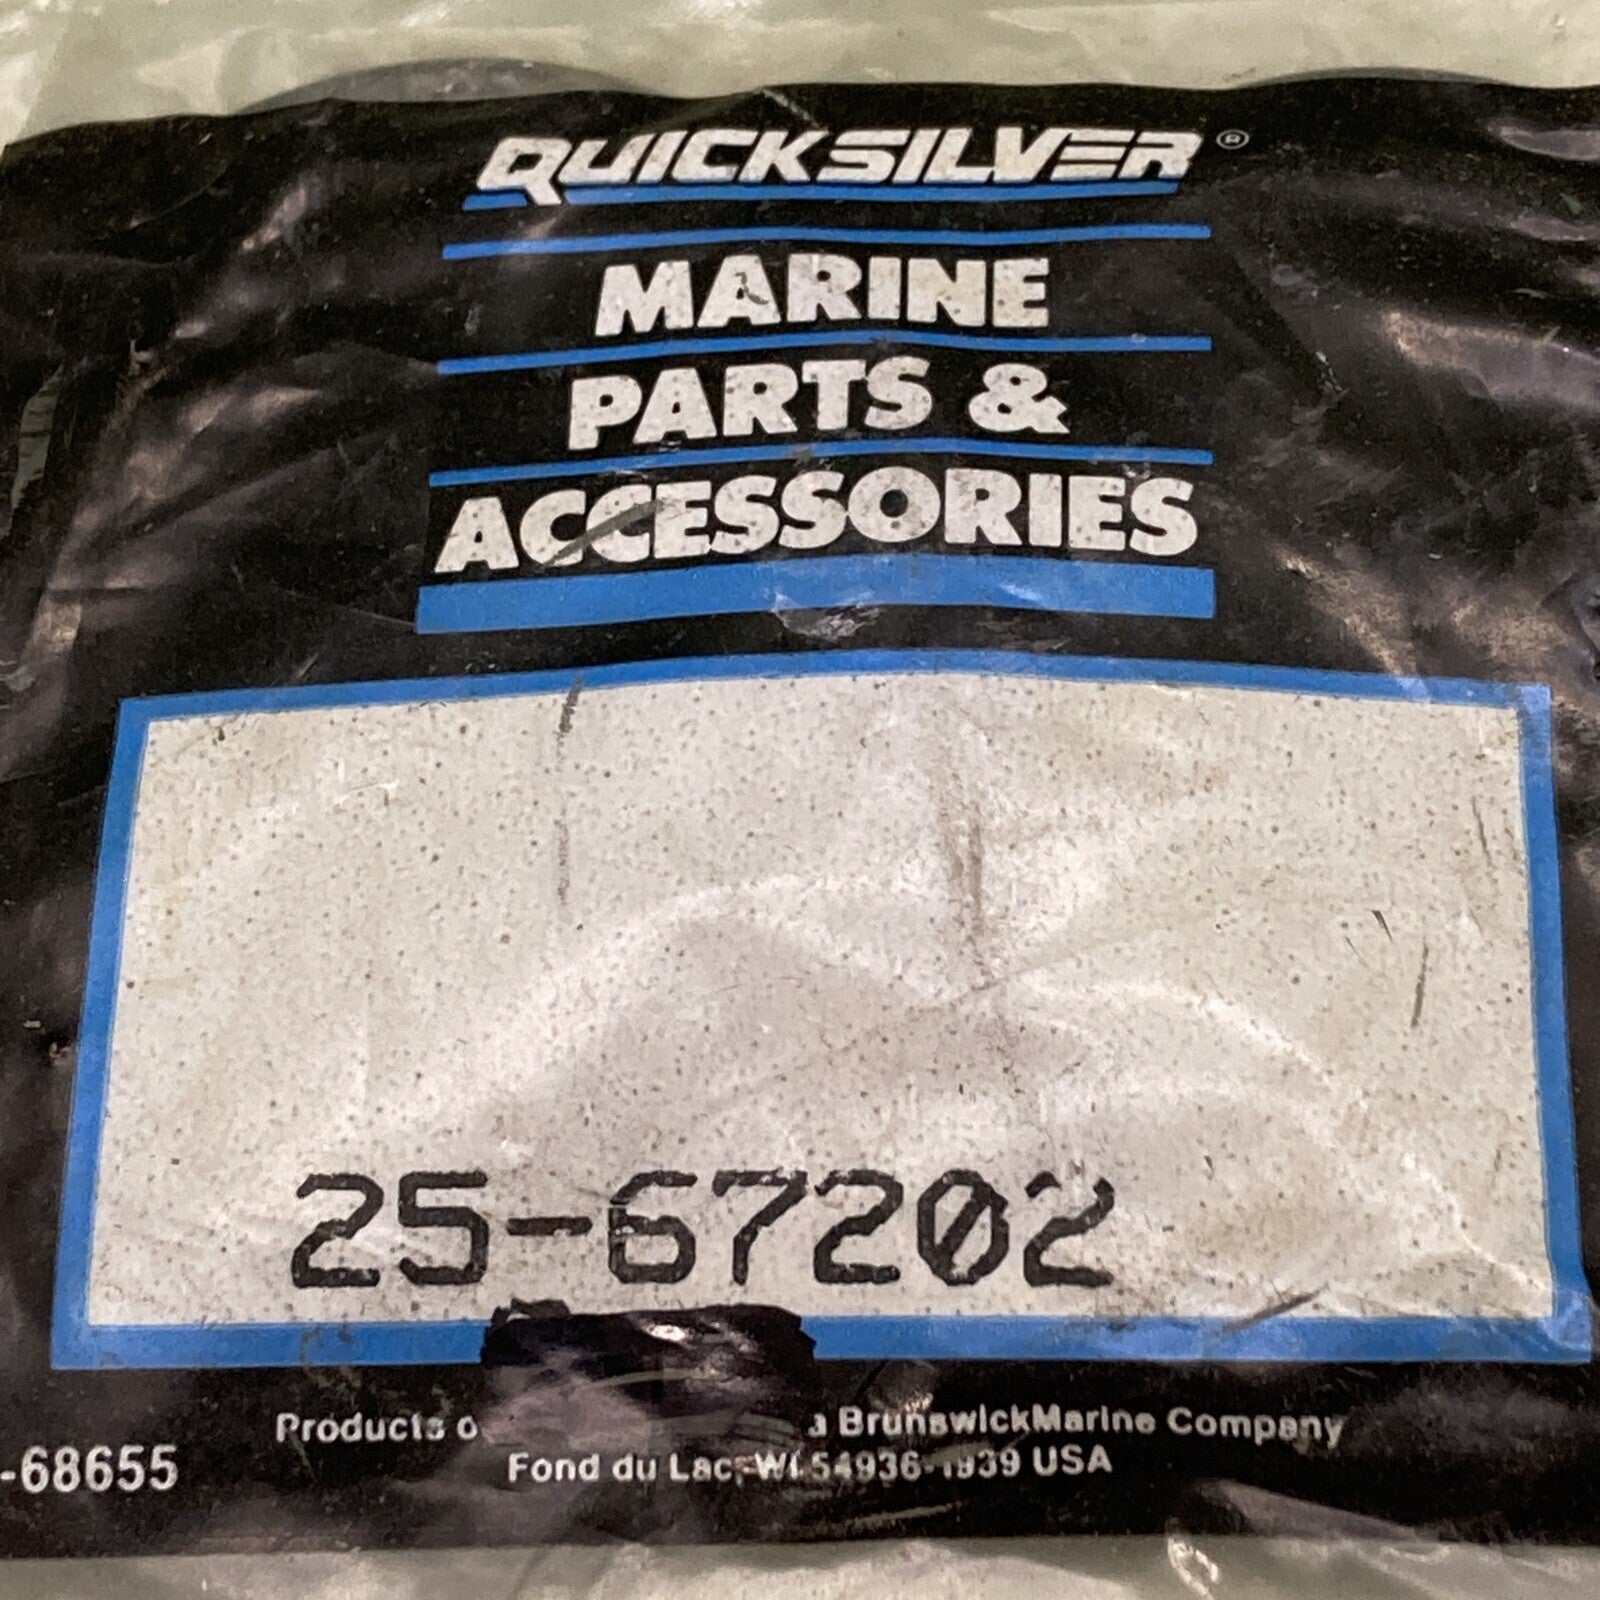 QUICKSILVER®
MARINE
PARTS &
ACCESSORIES
25-67202
Products a BrunswickMarine Company
-68655
Fond du Lac, WI 54936-1939 USA